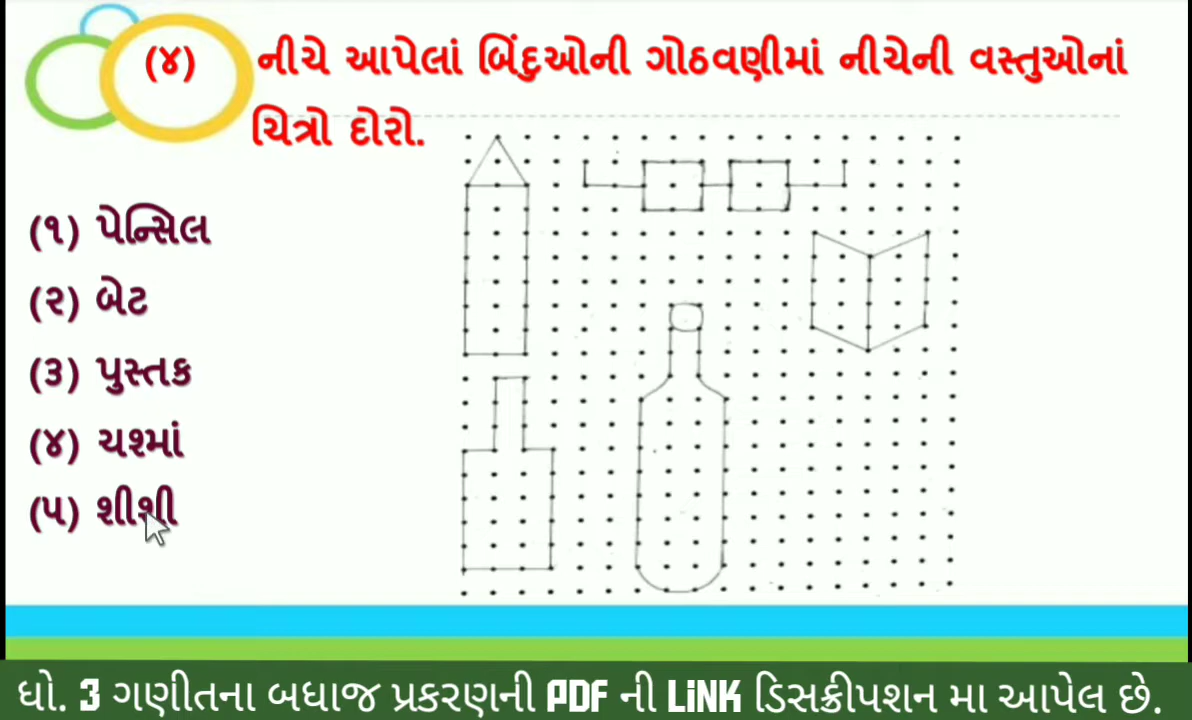 (૪) નીચે આપેલાં બિંદુઓની ગોઠવણીમાં નીચેની વસ્તુઓનાં
ચિત્રો દોરો.
(૧) પેન્સિલ
(૨) બેટ
(૩) પુસ્તક
(૪) ચશ્માં
(૫) શીશી
ધો. 3 ગણીતના બધાજ પ્રકરણની PDF ની LiNK ડિસક્રીપશન મા આપેલ છે.